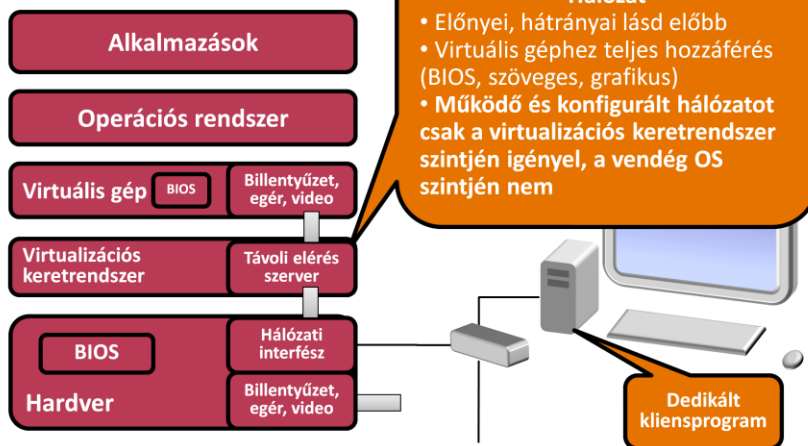 Hálózat
• Előnyei, hátrányai lásd előbb
• Virtuális géphez teljes hozzáférés
(BIOS, szöveges, grafikus)
• Működő és konfigurált hálózatot
csak a virtualizációs keretrendszer
szintjén igényel, a vendég OS
szintjén nem
Alkalmazások
Operációs rendszer
Virtuális gép
BIOS
Billentyűzet,
egér, video
Virtualizációs
keretrendszer
Távoli elérés
szerver
BIOS
Hardver
Hálózati
interfész
Billentyűzet,
egér, video
Dedikált
kliensprogram